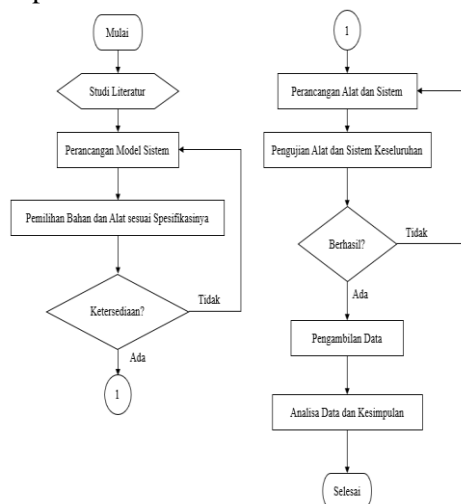 Mulai
Studi Literatur
Perancangan Model Sistem
Pemilihan Bahan dan Alat sesuai Spesifikasinya
Ketersediaan?
Tidak
Ada
1
1
Perancangan Alat dan Sistem
Pengujian Alat dan Sistem Keseluruhan
Berhasil?
Tidak
Ada
Pengambilan Data
Analisa Data dan Kesimpulan
Selesai